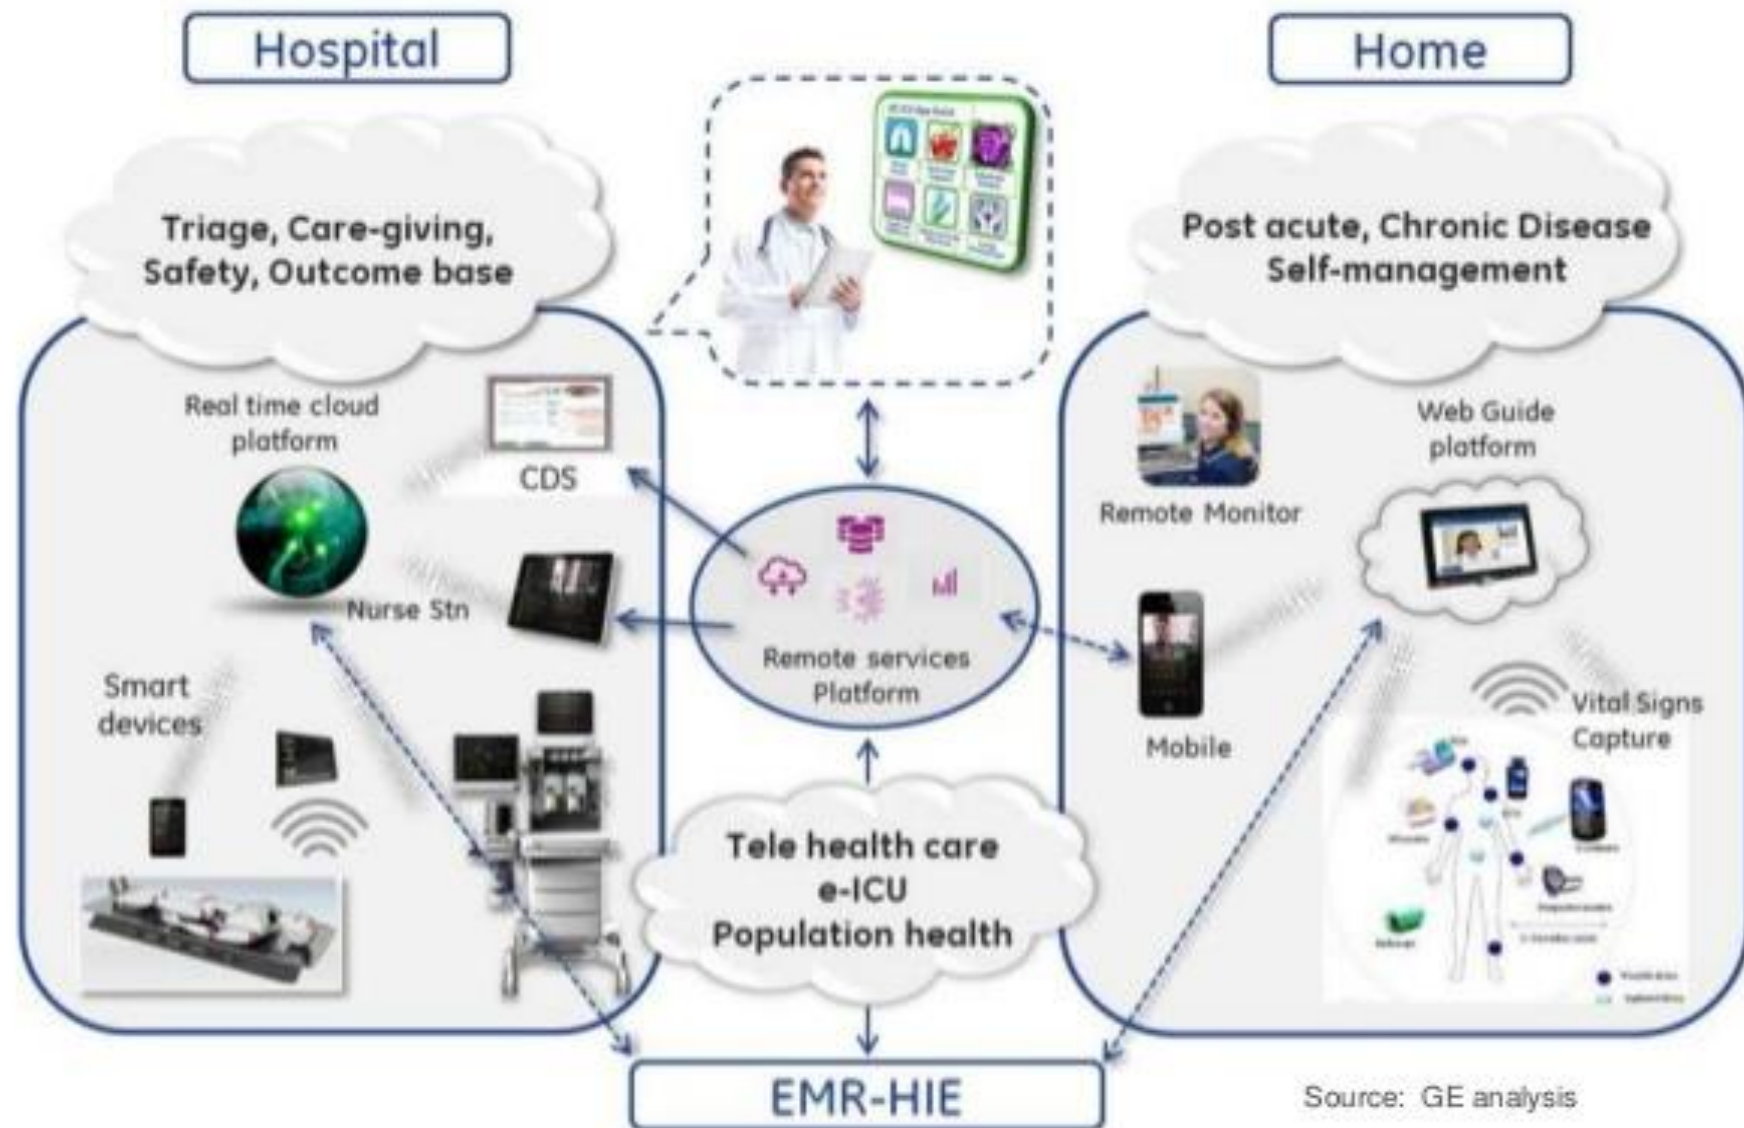 Hospital
Home
Triage, Care-giving,
Safety, Outcome base
Post acute, Chronic Disease
Self-management
Real time cloud
platform
CDS
Nurse Stn
Smart
devices
Remote services
Platform
Tele health care
e-ICU
Population health
Remote Monitor
Web Guide
platform
Mobile
Vital Signs
Capture
EMR-HIE
Source: GE analysis